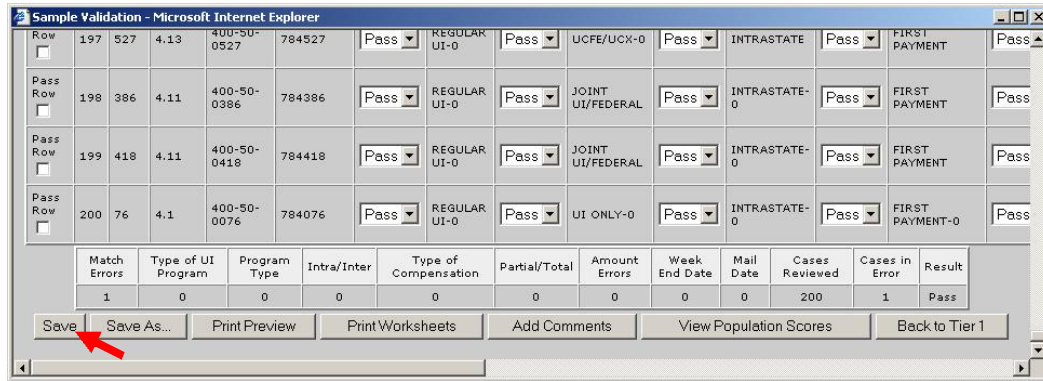 Sample Validation - Microsoft Internet Explorer
Row 197 527 4.13 400-50-0527 784527 Pass REGULAR UI-0 Pass UCFE/UCX-0 Pass INTRASTATE Pass FIRST PAYMENT Pass
Pass Row 198 386 4.11 400-50-0386 784386 Pass REGULAR UI-0 Pass JOINT UI/FEDERAL Pass INTRASTATE-0 Pass FIRST PAYMENT Pass
Pass Row 199 418 4.11 400-50-0418 784418 Pass REGULAR UI-0 Pass JOINT UI/FEDERAL Pass INTRASTATE-0 Pass FIRST PAYMENT Pass
Pass Row 200 76 4.1 400-50-0076 784076 Pass REGULAR UI-0 Pass UI ONLY-0 Pass INTRASTATE-0 Pass FIRST PAYMENT-0 Pass
Match Errors Type of UI Program Program Type Intra/Inter Type of Compensation Partial/Total Amount Errors Week End Date Mail Date Cases Reviewed Cases in Error Result
1 0 0 0 0 0 0 0 0 200 1 Pass
Save Save As... Print Preview Print Worksheets Add Comments View Population Scores Back to Tier 1